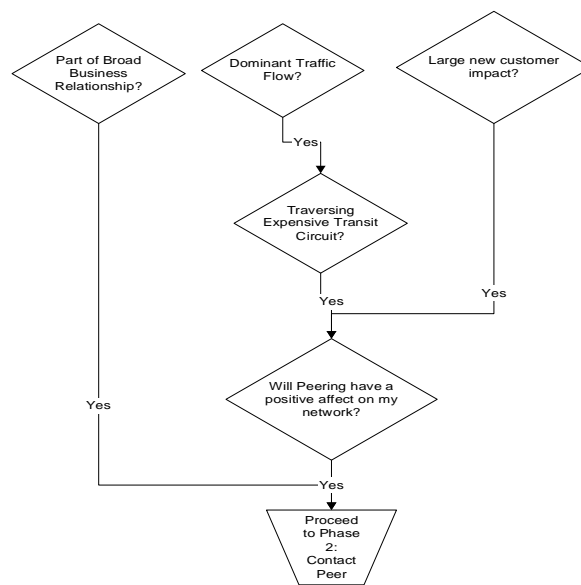 Part of Broad
Business
Relationship?
Dominant Traffic
Flow?
Large new customer
impact?
Yes
Traversing
Expensive Transit
Circuit?
Yes
Yes
Will Peering have a
positive affect on my
network?
Yes
Yes
Proceed
to Phase
2:
Contact
Peer